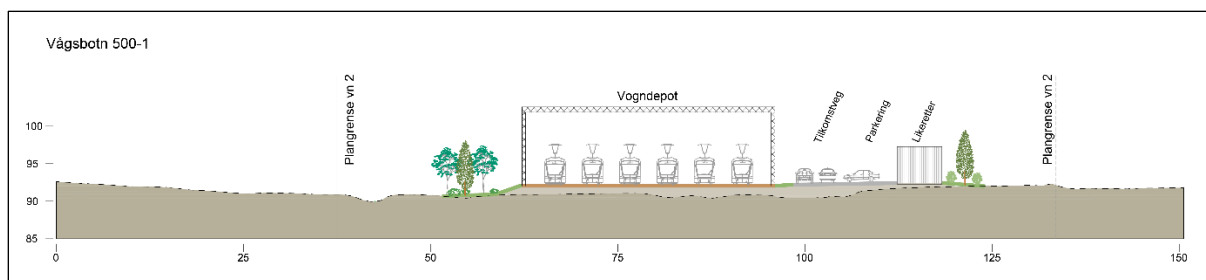 Vågsbotn 500-1
Plangrense vn 2
Vogndepot
Tilkomstveg
Parkering
Likeretter
Plangrense vn 2
100
95
90
85
0
25
50
75
100
125
150